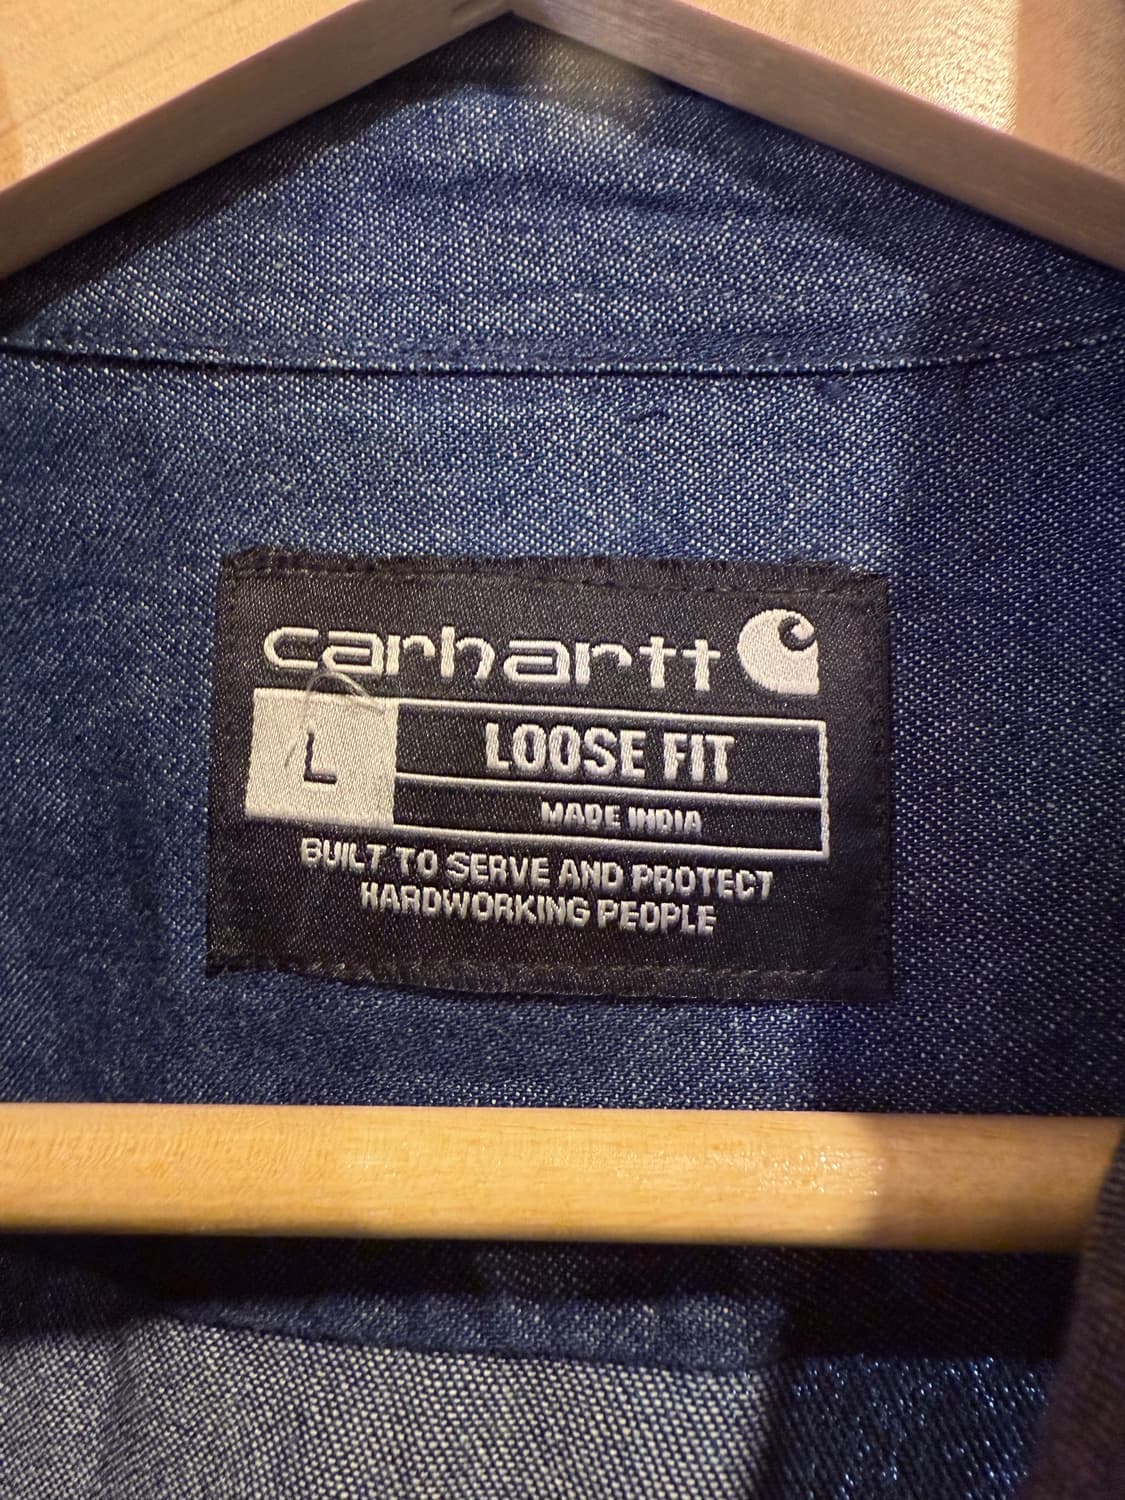 carhartt
L
LOOSE FIT
MADE INDIA
BUILT TO SERVE AND PROTECT
HARDWORKING PEOPLE